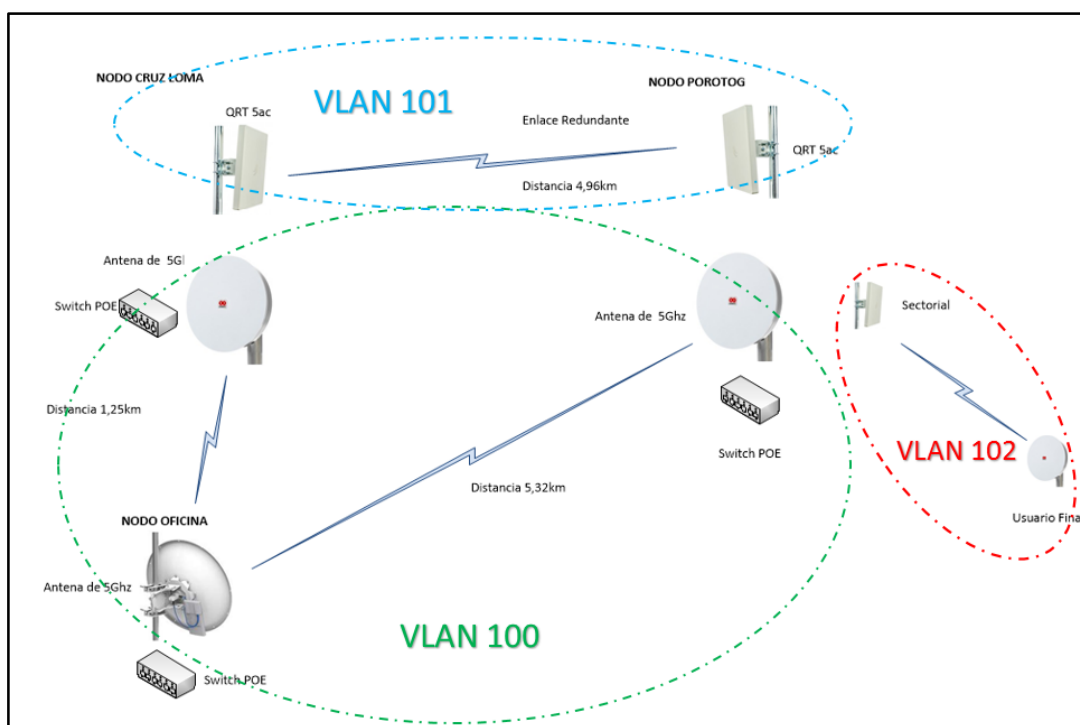 NODO CRUZ LOMA
NODO POROTOG
VLAN 101
QRT 5ac
Enlace Redundante
QRT 5ac
Distancia 4,96km
Antena de 5G
Switch POE
Antena de 5Ghz
Sectorial
Distancia 1,25km
Switch POE
VLAN 102
Distancia 5,32km
Usuario Fina
NODO OFICINA
Antena de 5Ghz
VLAN 100
Switch POE